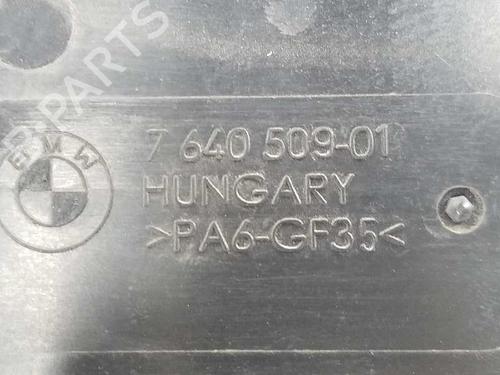 B PARTS
BMW
7 640 509-01
HUNGARY
>PA6-GF35<